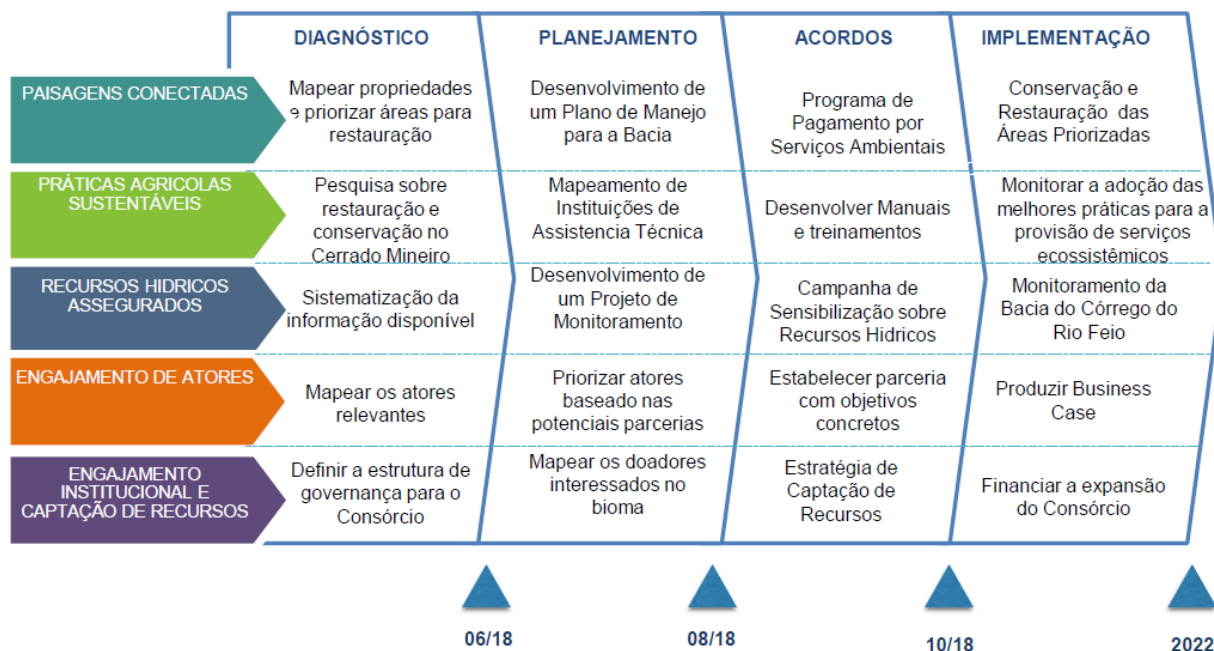 DIAGNÓSTICO
PLANEJAMENTO
ACORDOS
IMPLEMENTAÇÃO
PAISAGENS CONECTADAS
Mapear propriedades
e priorizar áreas para
restauração
Desenvolvimento de
um Plano de Manejo
para a Bacia
Programa de
Pagamento por
Serviços Ambientais
Conservação e
Restauração das
Áreas Priorizadas
PRÁTICAS AGRICOLAS
SUSTENTÁVEIS
Pesquisa sobre
restauração e
conservação no
Cerrado Mineiro
Mapeamento de
Instituições de
Assistencia Técnica
Desenvolver Manuais
e treinamentos
Monitorar a adoção das
melhores práticas para a
provisão de serviços
ecossistêmicos
RECURSOS HIDRICOS
ASSEGURADOS
Sistematização da
informação disponível
Desenvolvimento de
um Projeto de
Monitoramento
Campanha de
Sensibilização sobre
Recursos Hidricos
Monitoramento da
Bacia do Córrego do
Rio Feio
ENGAJAMENTO DE ATORES
Mapear os atores
relevantes
Priorizar atores
baseado nas
potenciais parcerias
Estabelecer parceria
com objetivos
concretos
Produzir Business
Case
ENGAJAMENTO
INSTITUCIONAL E
CAPTAÇÃO DE RECURSOS
Definir a estrutura de
governança para o
Consórcio
Mapear os doadores
interessados no
bioma
Estratégia de
Captação de
Recursos
Financiar a expansão
do Consórcio
06/18
08/18
10/18
2022